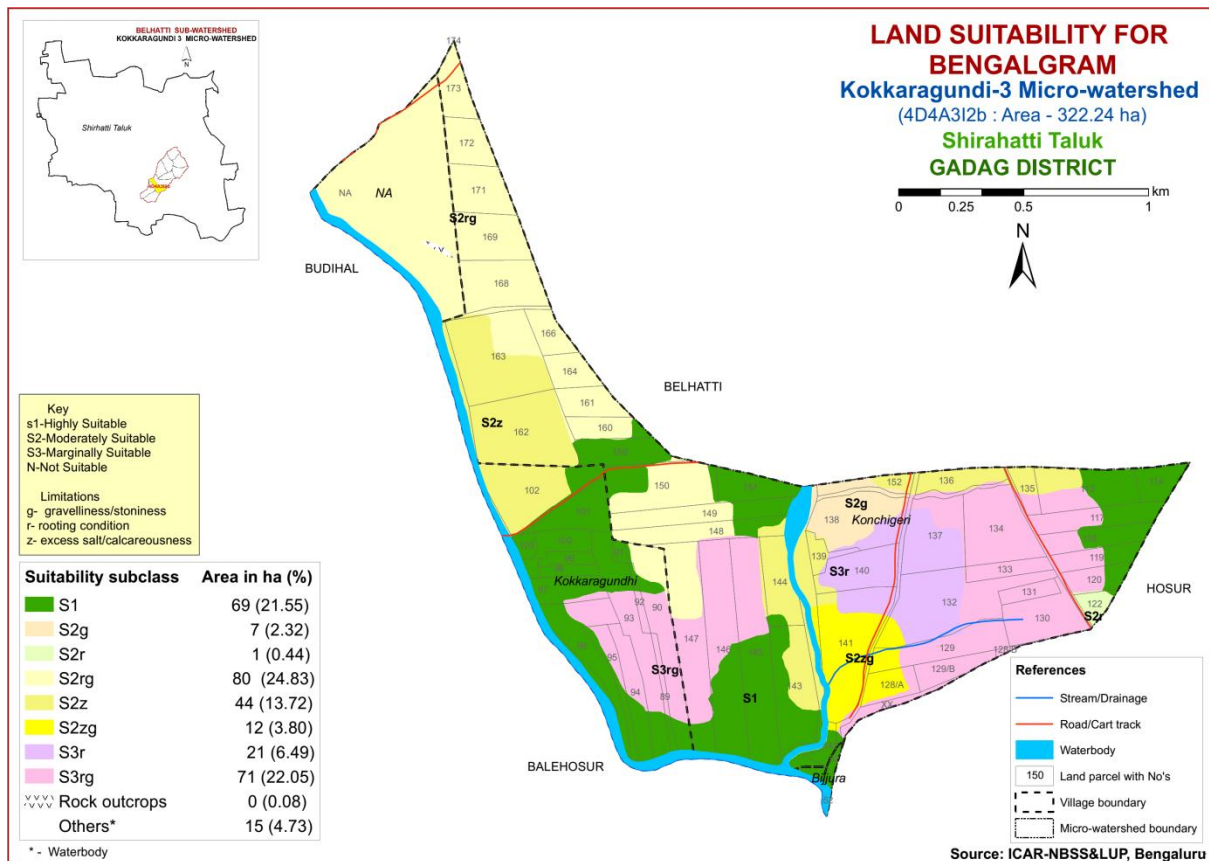 BELHATTI SUB-WATERSHED
KOKKARAGUNDI 3 MICRO-WATERSHED
N
Shirhatti Taluk
LAND SUITABILITY FOR
BENGALGRAM
Kokkaragundi-3 Micro-watershed
(4D4A3I2b : Area - 322.24 ha)
Shirahatti Taluk
GADAG DISTRICT
km
0 0.25 0.5 1
N
174
173
172
NA NA 171
S2rg
169
BUDIHAL
168
166
163
164
BELHATTI
161
S2z
162 160
102
150
149
148
152 136 135
S2g
138 Konchigeri
134 117
137
139
S3r
140
144
133
119
120
131
122
S2r
HOSUR
Kokkaragundhi
92 90
93
132
130
147
141
129
128/B
S2zg
95
146
S3rg
129/B
94
143
128/A
89
S1
XX
BALEHOSUR
Biljura
Key
s1-Highly Suitable
S2-Moderately Suitable
S3-Marginally Suitable
N-Not Suitable
Limitations
g- gravelliness/stoniness
r- rooting condition
z- excess salt/calcareousness
Suitability subclass Area in ha (%)
S1 69 (21.55)
S2g 7 (2.32)
S2r 1 (0.44)
S2rg 80 (24.83)
S2z 44 (13.72)
S2zg 12 (3.80)
S3r 21 (6.49)
S3rg 71 (22.05)
Rock outcrops 0 (0.08)
Others* 15 (4.73)
* - Waterbody
References
Stream/Drainage
Road/Cart track
Waterbody
150 Land parcel with No's
Village boundary
Micro-watershed boundary
Source: ICAR-NBSS&LUP, Bengaluru